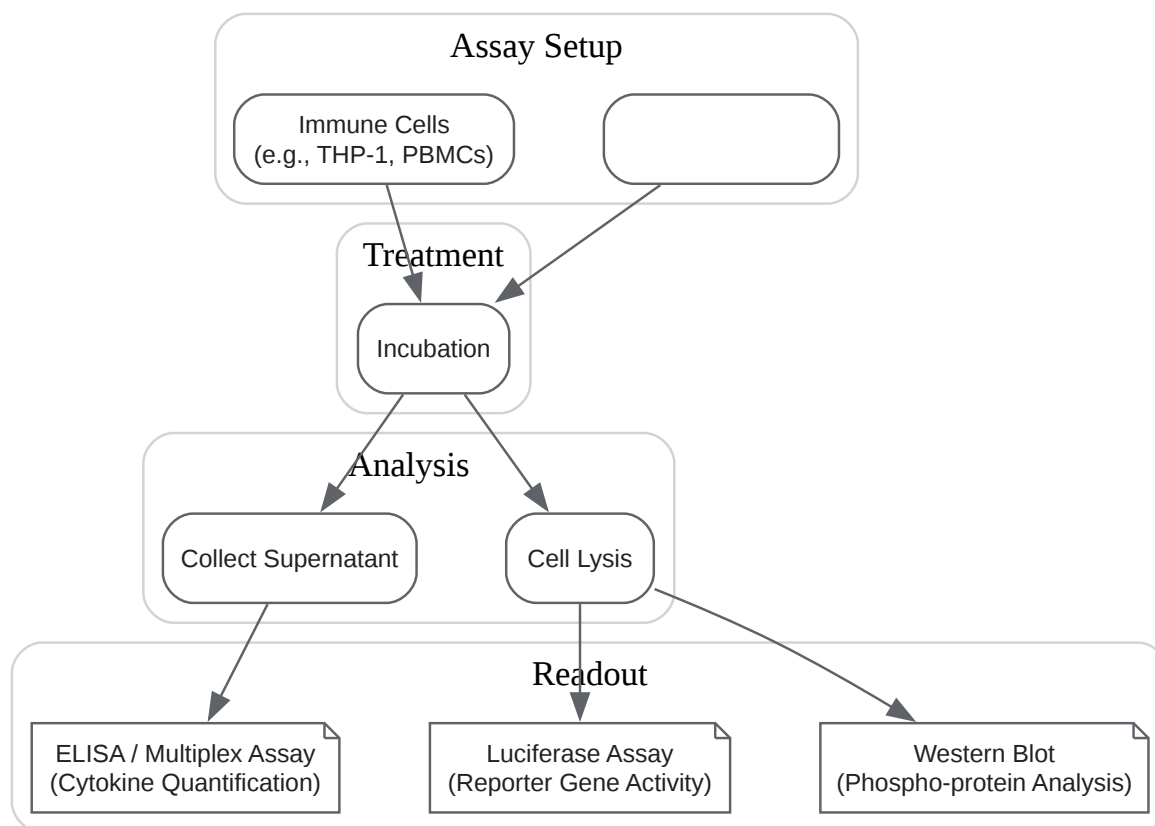 Assay Setup
Immune Cells
(e.g., THP-1, PBMCs)
Treatment
Incubation
Analysis
Collect Supernatant
Cell Lysis
Readout
ELISA / Multiplex Assay
(Cytokine Quantification)
Luciferase Assay
(Reporter Gene Activity)
Western Blot
(Phospho-protein Analysis)